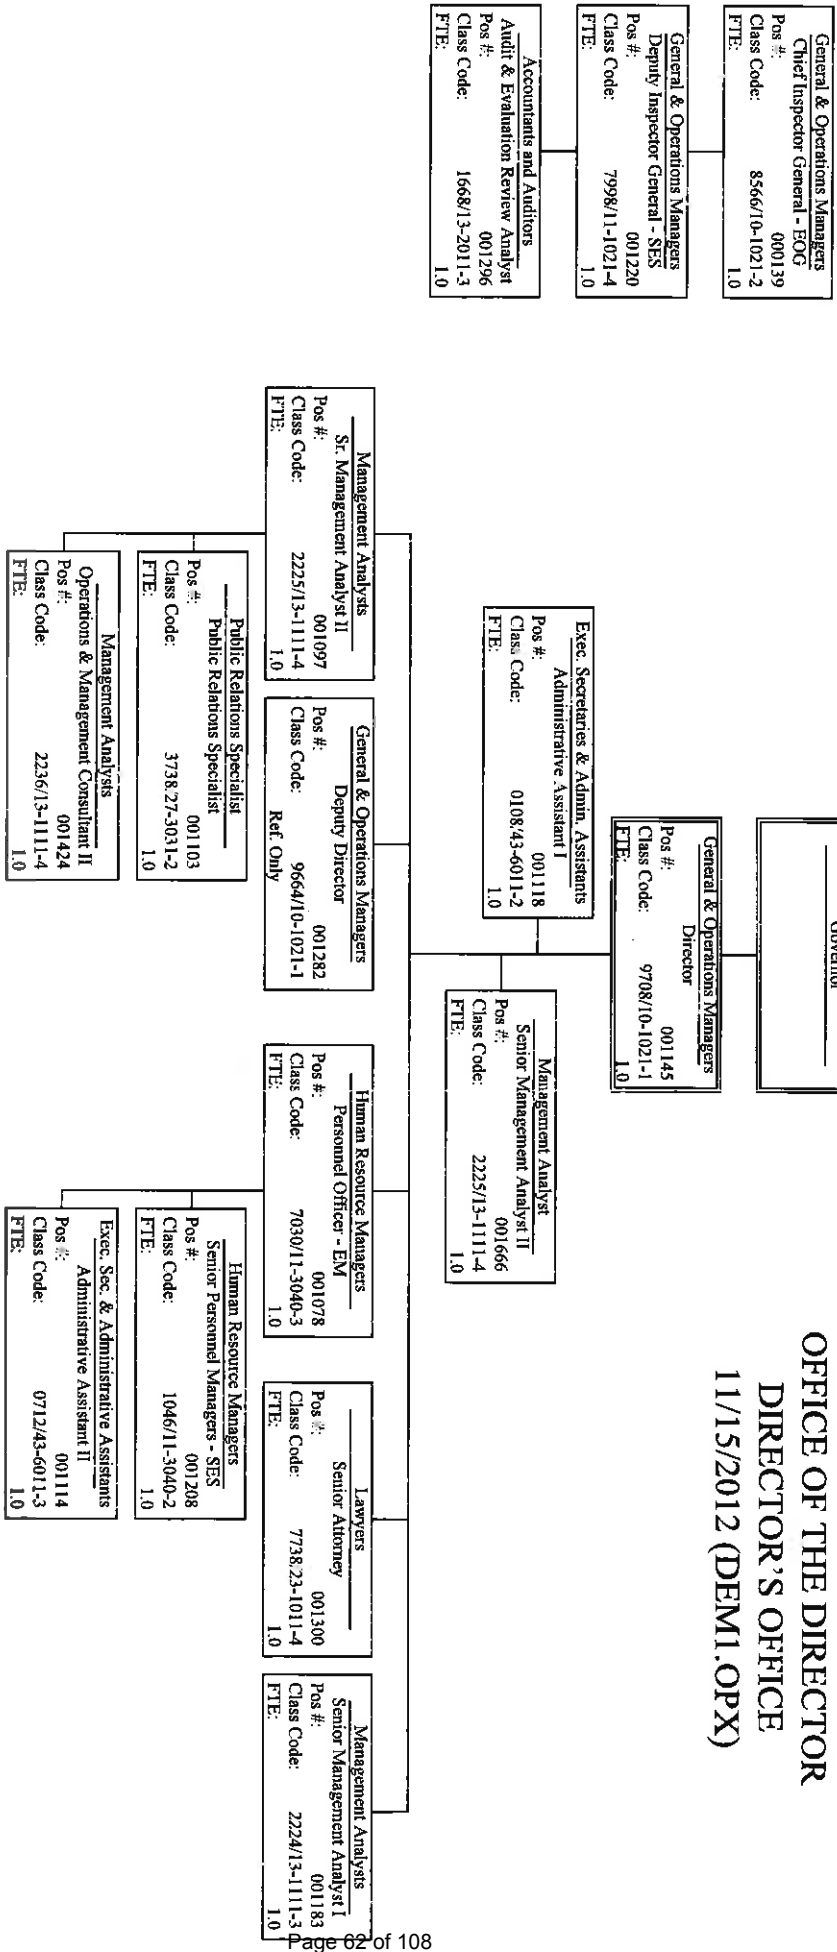 OFFICE OF THE DIRECTOR
DIRECTOR'S OFFICE
11/15/2012 (DEM1.OPX)
Governor
General & Operations Managers
Director
Pos #: 001145
Class Code: 9708/10-1021-1
FTE: 1.0
General & Operations Managers
Chief Inspector General - EOG
Pos #: 000139
Class Code: 8566/10-1021-2
FTE: 1.0
General & Operations Managers
Deputy Inspector General - SES
Pos #: 001220
Class Code: 7998/11-1021-4
FTE: 1.0
Accountants and Auditors
Audit & Evaluation Review Analyst
Pos #: 001296
Class Code: 1668/13-2011-3
FTE: 1.0
Exec. Secretaries & Admin. Assistants
Administrative Assistant I
Pos #: 001118
Class Code: 0108/43-6011-2
FTE: 1.0
Management Analyst
Senior Management Analyst II
Pos #: 001666
Class Code: 2225/13-1111-4
FTE: 1.0
Management Analysts
Sr. Management Analyst II
Pos #: 001097
Class Code: 2225/13-1111-4
FTE: 1.0
General & Operations Managers
Deputy Director
Pos #: 001282
Class Code: 9664/10-1021-1
Ref. Only
Human Resource Managers
Personnel Officer - EM
Pos #: 001078
Class Code: 7030/11-3040-3
FTE: 1.0
Lawyers
Senior Attorney
Pos #: 001300
Class Code: 7738/23-1011-4
FTE: 1.0
Management Analysts
Senior Management Analyst I
Pos #: 001183
Class Code: 2224/13-1111-3
FTE: 1.0
Public Relations Specialist
Public Relations Specialist
Pos #: 001103
Class Code: 3738/27-3031-2
FTE: 1.0
Management Analysts
Operations & Management Consultant II
Pos #: 001424
Class Code: 2236/13-1111-4
FTE: 1.0
Human Resource Managers
Senior Personnel Managers - SES
Pos #: 001208
Class Code: 1046/11-3040-2
FTE: 1.0
Exec. Sec. & Administrative Assistants
Administrative Assistant II
Pos #: 001114
Class Code: 0712/43-6011-3
FTE: 1.0
Page 62 of 108